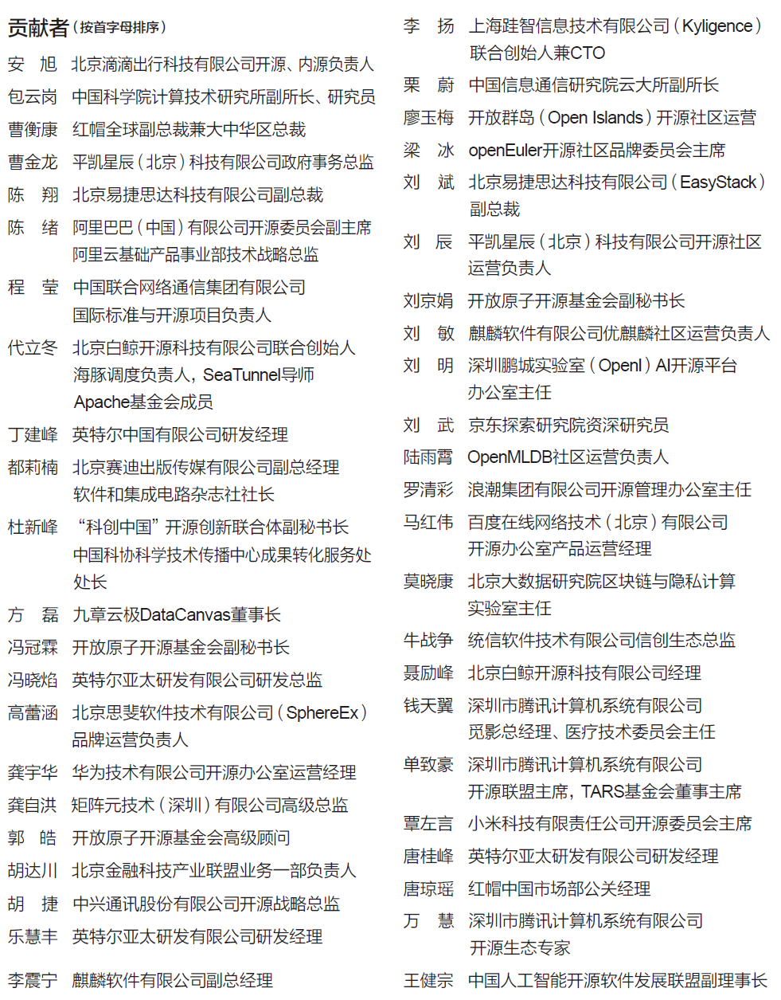 贡献者（按首字母排序）
安 旭 北京滴滴出行科技有限公司开源、内源负责人
包云岗 中国科学院计算技术研究所副所长、研究员
曹衡康 红帽全球副总裁兼大中华区总裁
曹金龙 平凯星辰（北京）科技有限公司政府事务总监
陈 翔 北京易捷思达科技有限公司副总裁
陈 绪 阿里巴巴（中国）有限公司开源委员会副主席
阿里云基础产品事业部技术战略总监
程 莹 中国联合网络通信集团有限公司
国际标准与开源项目负责人
代立冬 北京白鲸开源科技有限公司联合创始人
海豚调度负责人，SeaTunnel导师
Apache基金会成员
丁建峰 英特尔中国有限公司研发经理
都莉楠 北京赛迪出版传媒有限公司副总经理
软件和集成电路杂志社社长
杜新峰 “科创中国”开源创新联合体副秘书长
中国科协科学技术传播中心成果转化服务处
处长
方 磊 九章云极DataCanvas董事长
冯冠霖 开放原子开源基金会副秘书长
冯晓焰 英特尔亚太研发有限公司研发总监
高蕾涵 北京思斐软件技术有限公司（SphereEx）
品牌运营负责人
龚宇华 华为技术有限公司开源办公室运营经理
龚自洪 矩阵元技术（深圳）有限公司高级总监
郭 皓 开放原子开源基金会高级顾问
胡达川 北京金融科技产业联盟业务一部负责人
胡 捷 中兴通讯股份有限公司开源战略总监
乐慧丰 英特尔亚太研发有限公司研发经理
李震宁 麒麟软件有限公司副总经理
李 扬 上海跬智信息技术有限公司（Kyligence）
联合创始人兼CTO
栗 蔚 中国信息通信研究院云大所副所长
廖玉梅 开放群岛（Open Islands）开源社区运营
梁 冰 openEuler开源社区品牌委员会主席
刘 斌 北京易捷思达科技有限公司（EasyStack）
副总裁
刘 辰 平凯星辰（北京）科技有限公司开源社区
运营负责人
刘京娟 开放原子开源基金会副秘书长
刘 敏 麒麟软件有限公司优麒麟社区运营负责人
刘 明 深圳鹏城实验室（OpenI）AI开源平台
办公室主任
刘 武 京东探索研究院资深研究员
陆雨霄 OpenMLDB社区运营负责人
罗清彩 浪潮集团有限公司开源管理办公室主任
马红伟 百度在线网络技术（北京）有限公司
开源办公室产品运营经理
莫晓康 北京大数据研究院区块链与隐私计算
实验室主任
牛战争 统信软件技术有限公司信创生态总监
聂励峰 北京白鲸开源科技有限公司经理
钱天翼 深圳市腾讯计算机系统有限公司
觅影总经理、医疗技术委员会主任
单致豪 深圳市腾讯计算机系统有限公司
开源联盟主席，TARS基金会董事主席
覃左言 小米科技有限责任公司开源委员会主席
唐桂峰 英特尔亚太研发有限公司研发经理
唐琼瑶 红帽中国市场部公关经理
万 慧 深圳市腾讯计算机系统有限公司
开源生态专家
王健宗 中国人工智能开源软件发展联盟副理事长